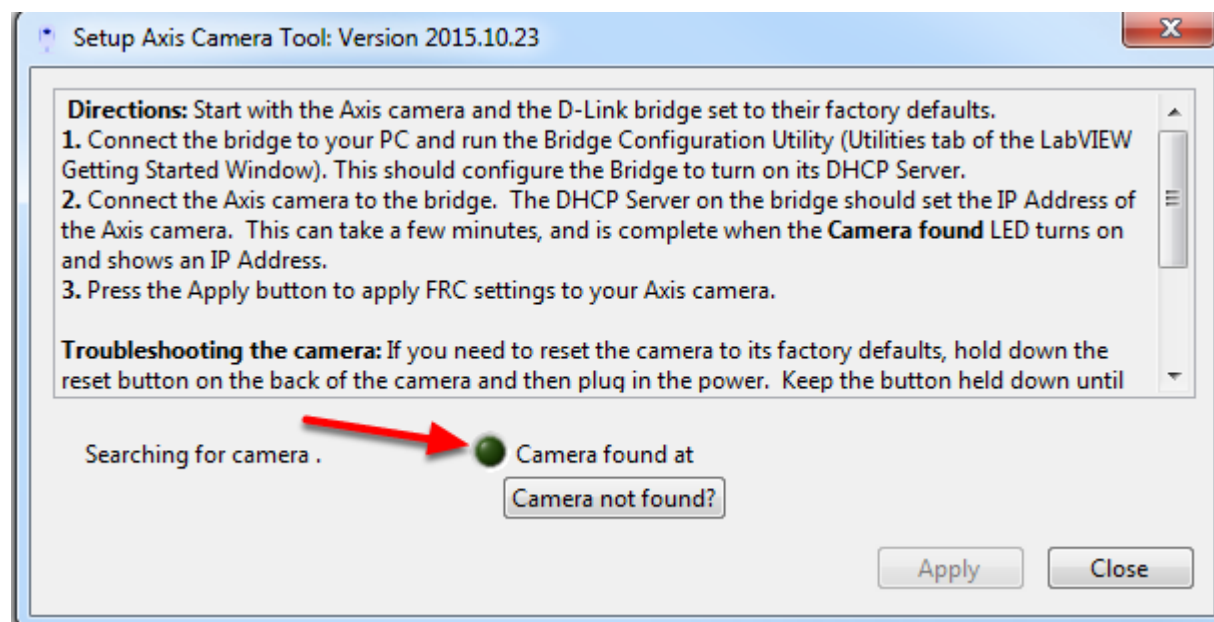 Setup Axis Camera Tool: Version 2015.10.23
Directions: Start with the Axis camera and the D-Link bridge set to their factory defaults.
1. Connect the bridge to your PC and run the Bridge Configuration Utility (Utilities tab of the LabVIEW
Getting Started Window). This should configure the Bridge to turn on its DHCP Server.
2. Connect the Axis camera to the bridge.  The DHCP Server on the bridge should set the IP Address of
the Axis camera.  This can take a few minutes, and is complete when the Camera found LED turns on
and shows an IP Address.
3. Press the Apply button to apply FRC settings to your Axis camera.
Troubleshooting the camera: If you need to reset the camera to its factory defaults, hold down the
reset button on the back of the camera and then plug in the power.  Keep the button held down until
Searching for camera .
Camera found at
Camera not found?
Apply
Close